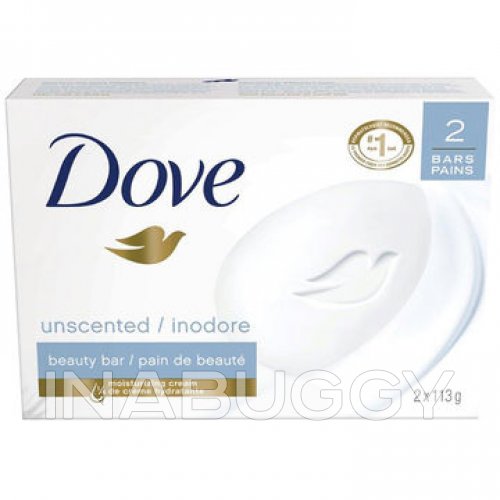 Dove
#1
2
BARS
PAINS
unscented / inodore
beauty bar / pain de beauté
moisturizing cream
de crème hydratante
INABUGGY
2 x 113 g